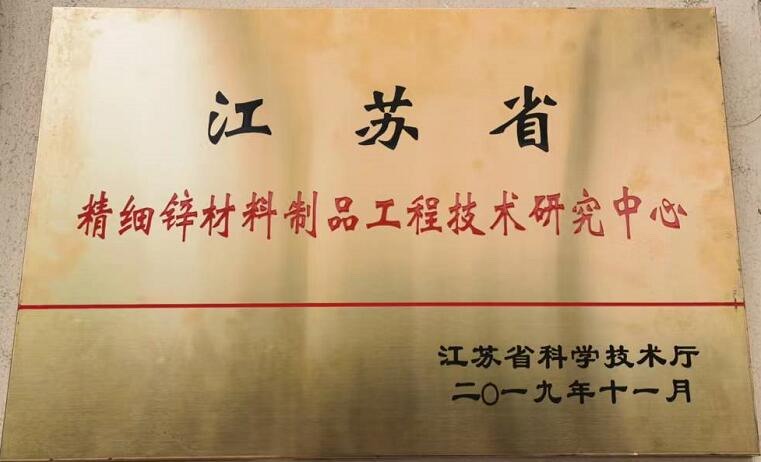 江苏省
精细锌材料制品工程技术研究中心
江苏省科学技术厅
二〇一九年十一月